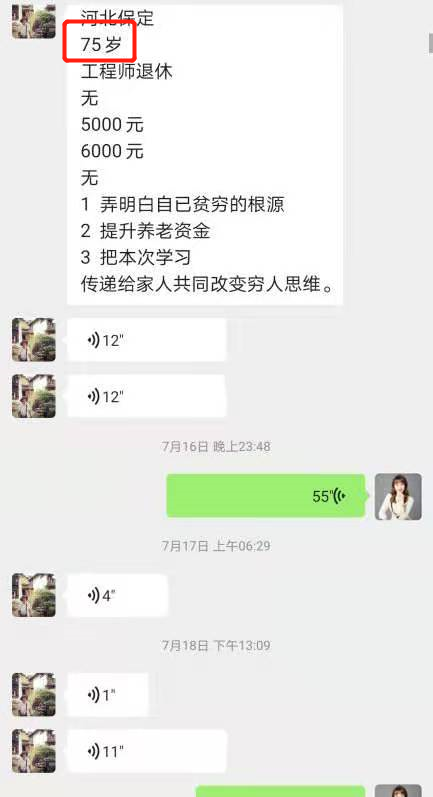 河北保定
75岁
工程师退休
无
5000元
6000元
无
1 弄明白自已贫穷的根源
2 提升养老资金
3 把本次学习
传递给家人共同改变穷人思维。
12"
12"
7月16日 晚上23:48
55"
7月17日 上午06:29
4"
7月18日 下午13:09
1"
11"